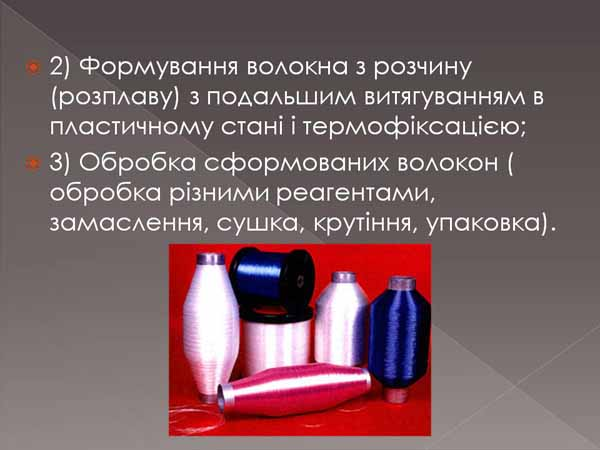 2) Формування волокна з розчину
(розплаву) з подальшим витягуванням в
пластичному стані і термофіксацією;
3) Обробка сформованих волокон (
обробка різними реагентами,
замаслення, сушка, крутіння, упаковка).